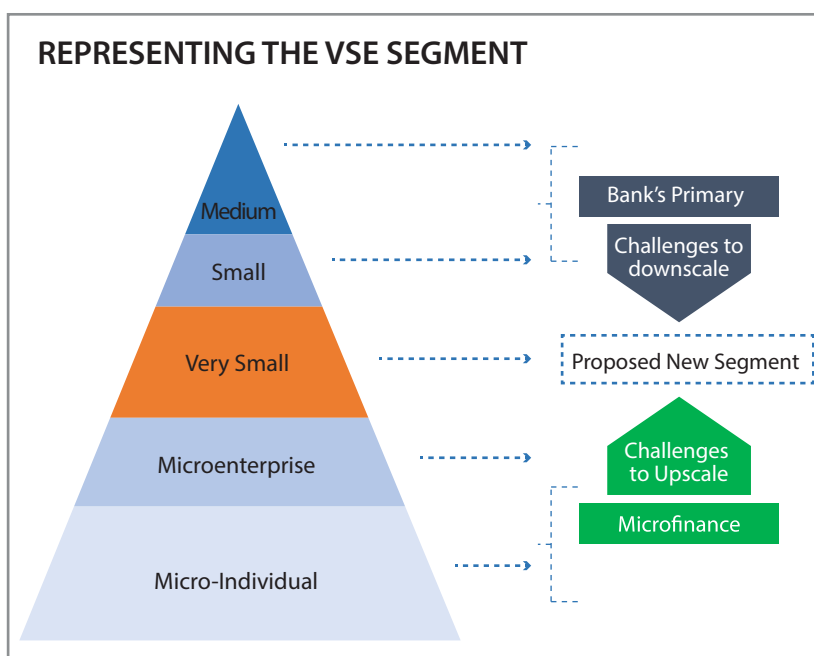 REPRESENTING THE VSE SEGMENT
Medium
Small
Very Small
Microenterprise
Micro-Individual
Bank's Primary
Challenges to
downscale
Proposed New Segment
Challenges
to Upscale
Microfinance